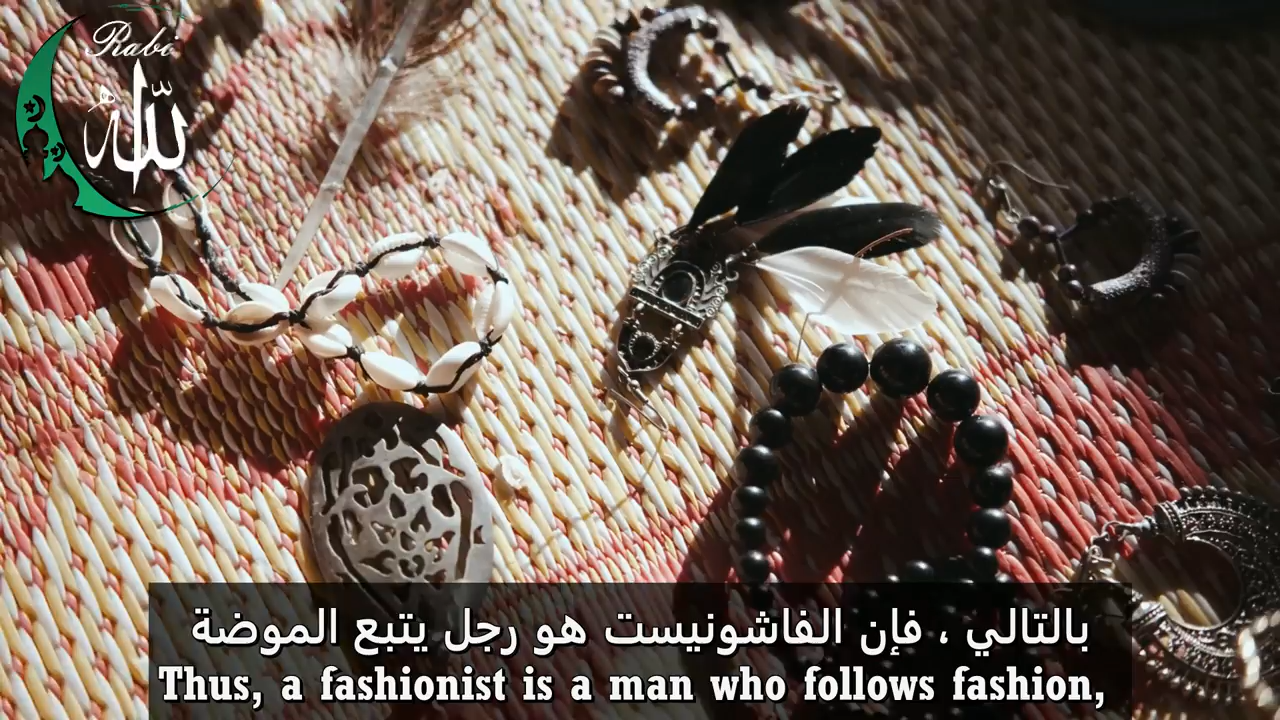 Rabi
الله
بالتالي ، فإن الفاشونيست هو رجل يتبع الموضة
Thus, a fashionist is a man who follows fashion,